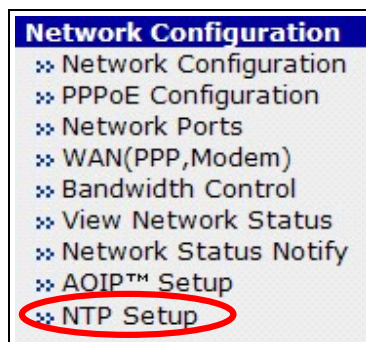 Network Configuration
» Network Configuration
» PPPoE Configuration
» Network Ports
» WAN(PPP,Modem)
» Bandwidth Control
» View Network Status
» Network Status Notify
» AOIP™ Setup
» NTP Setup